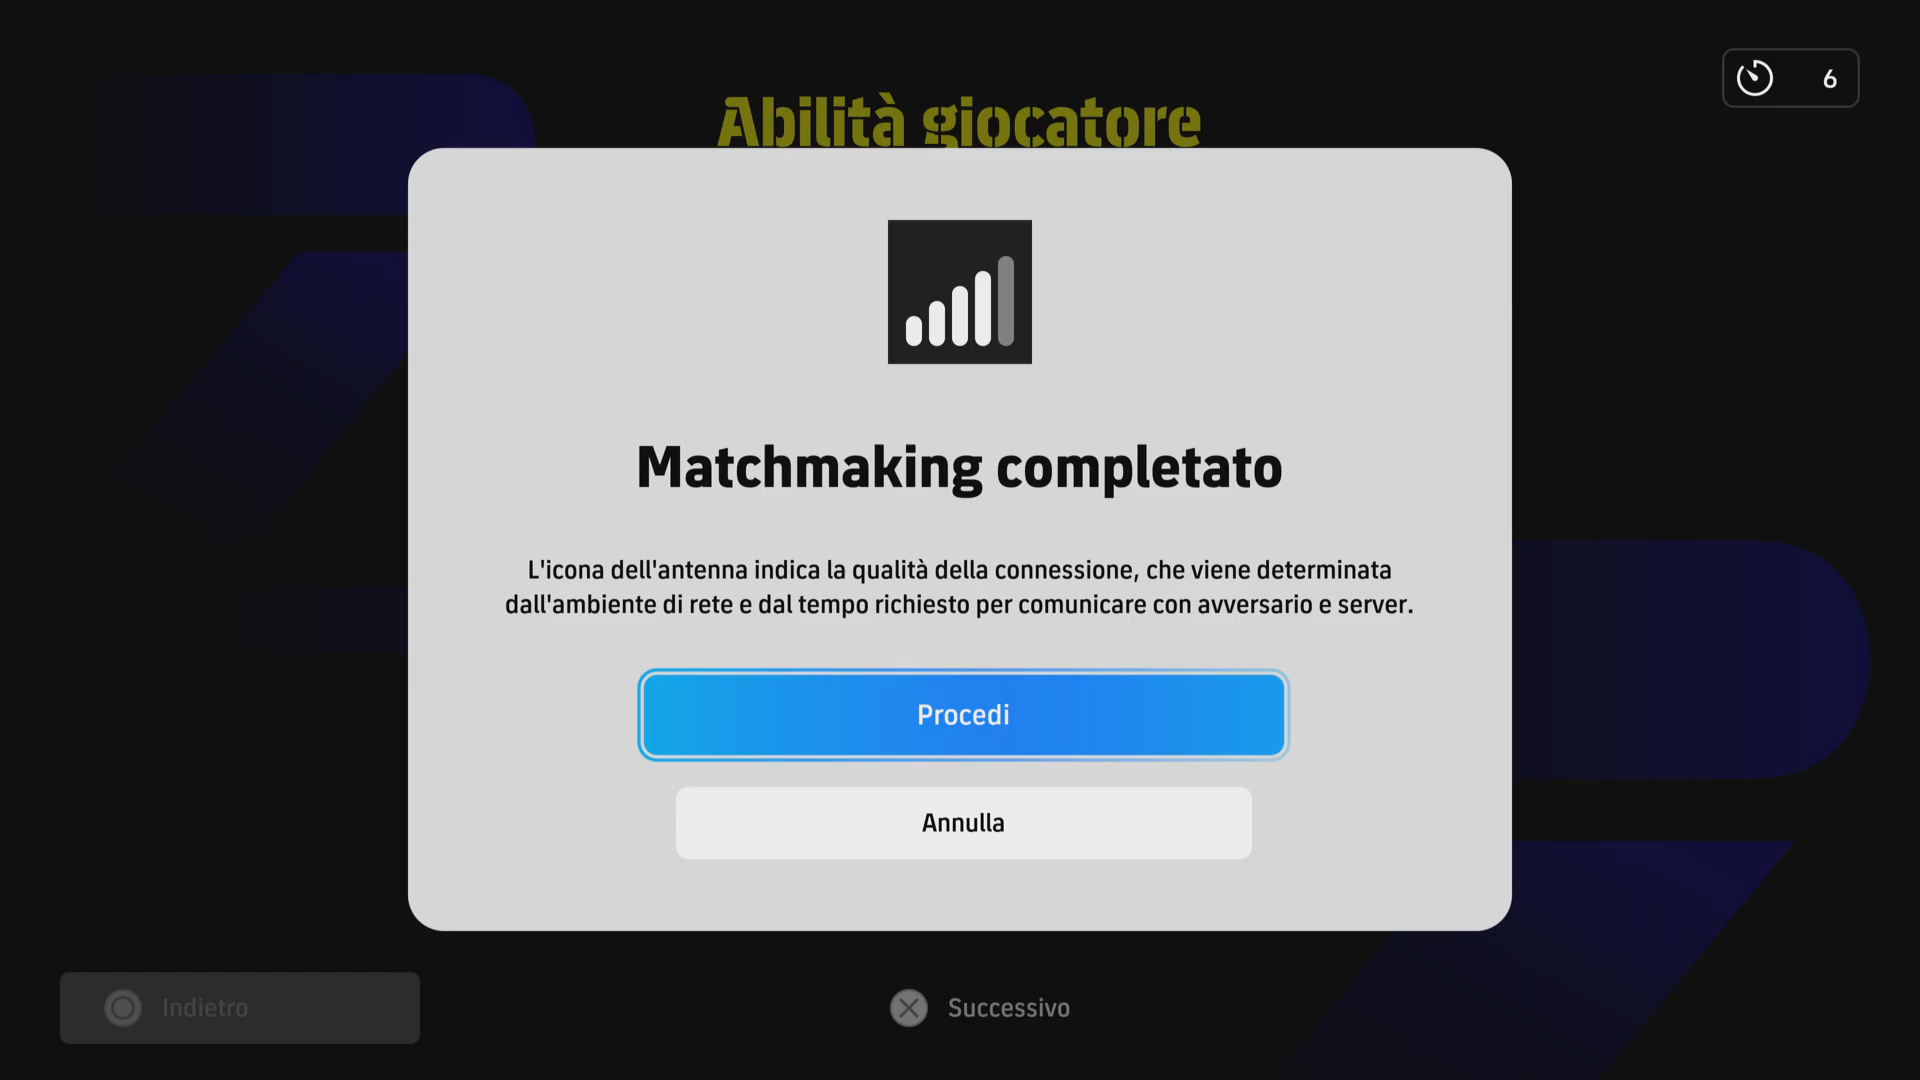 6
Abilità giocatore
Matchmaking completato
L'icona dell'antenna indica la qualità della connessione, che viene determinata
dall'ambiente di rete e dal tempo richiesto per comunicare con avversario e server.
Procedi
Annulla
Indietro
Successivo